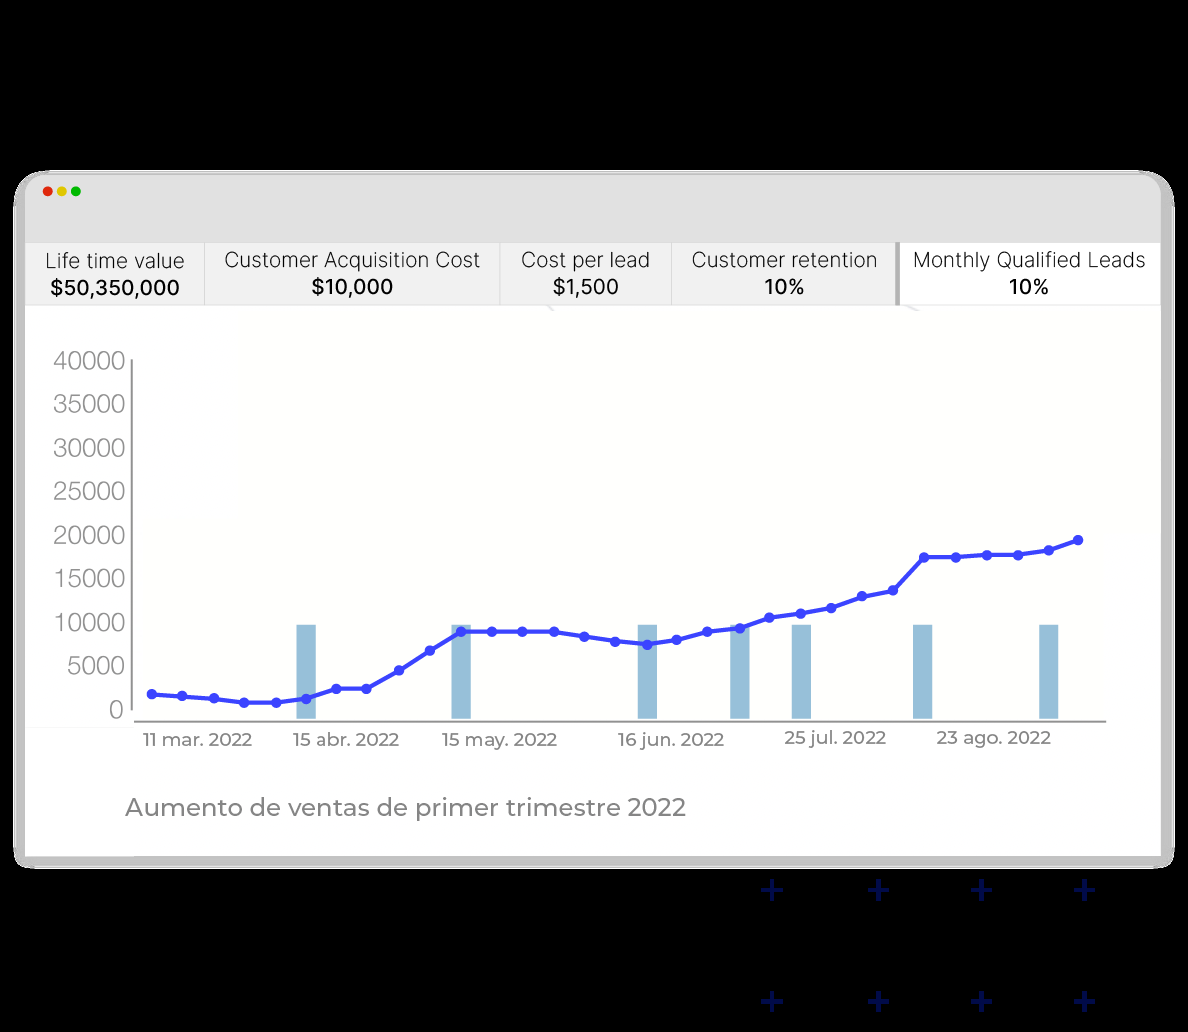 Life time value Customer Acquisition Cost Cost per lead Customer retention Monthly Qualified Leads
$50,350,000 $10,000 $1,500 10% 10%
40000
35000
30000
25000
20000
15000
10000
5000
0
11 mar. 2022 15 abr. 2022 15 may. 2022 16 jun. 2022 25 jul. 2022 23 ago. 2022
Aumento de ventas de primer trimestre 2022